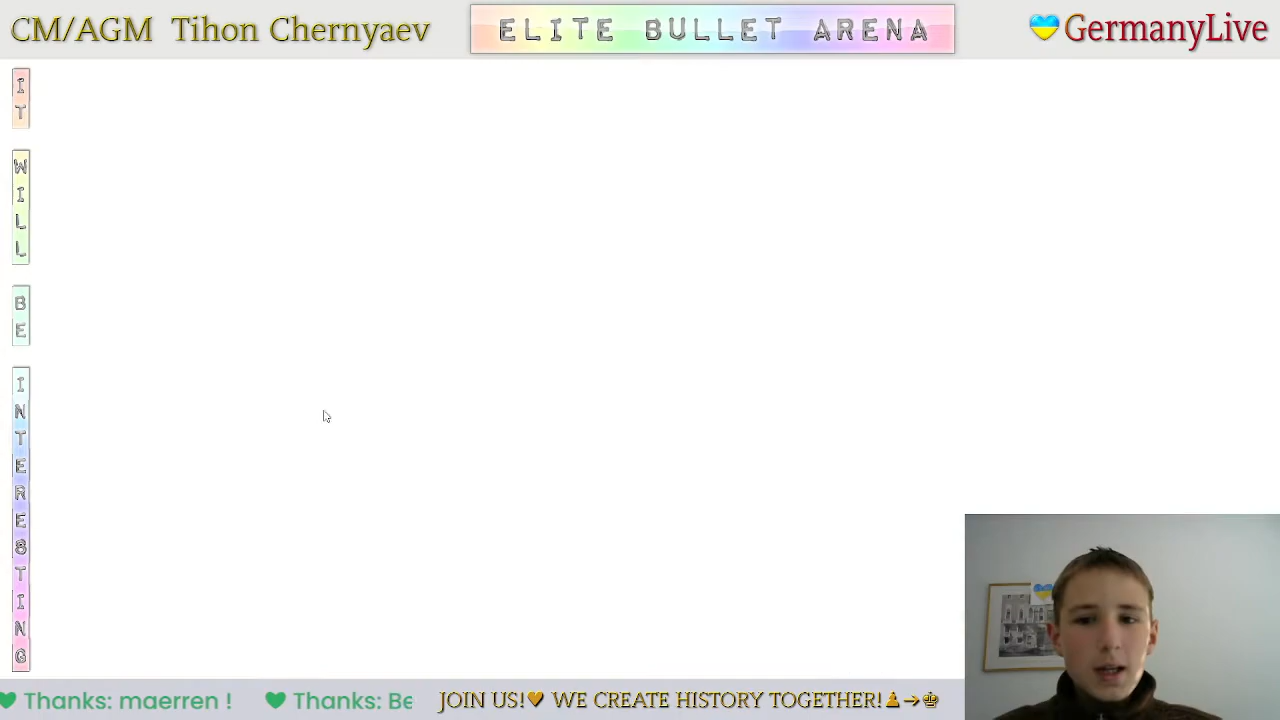 CM/AGM Tihon Chernyaev
ELITE BULLET ARENA
GermanyLive
IT
WILL
BE
INTERESTING
Thanks: maerren !
Thanks: Be
JOIN US!🧡 WE CREATE HISTORY TOGETHER!♟➔♚